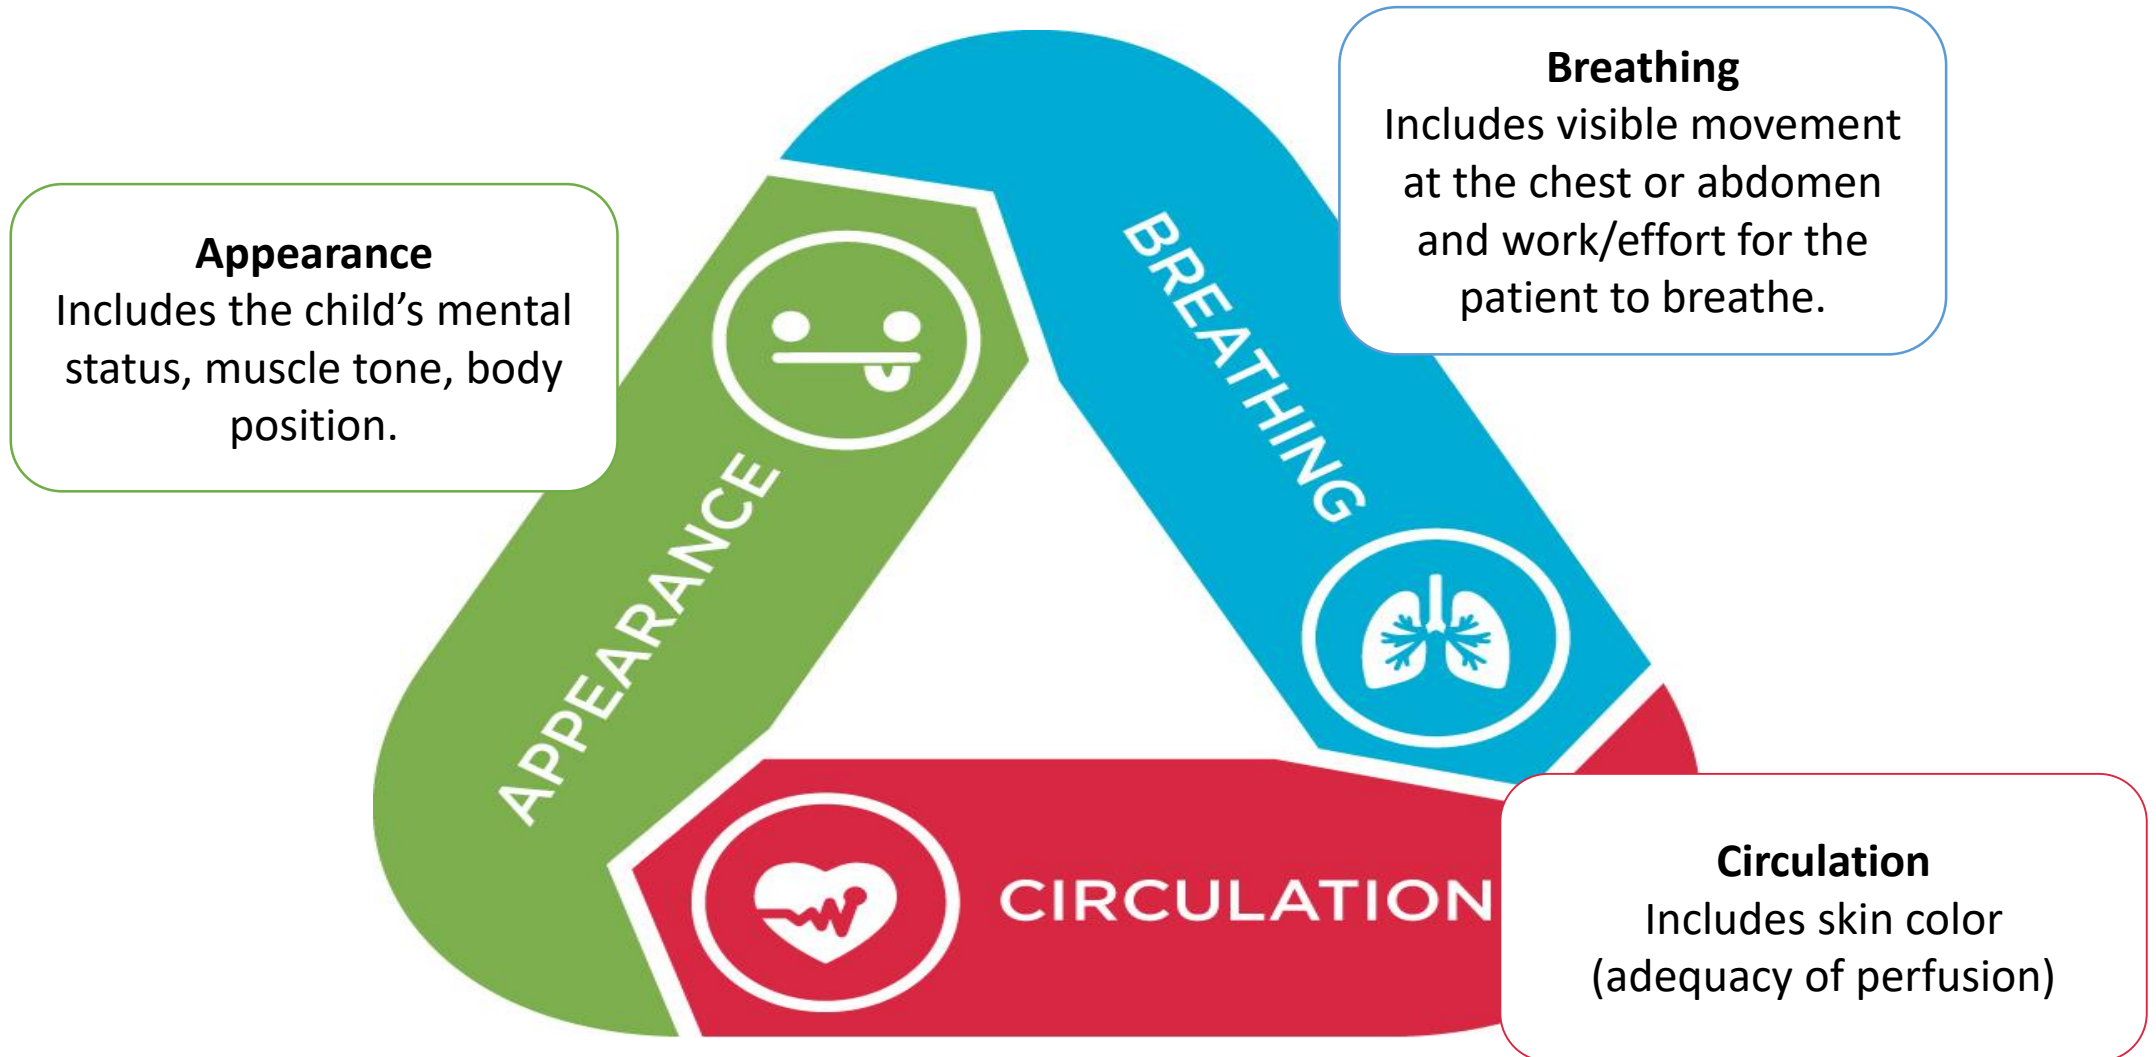 Breathing
Includes visible movement
at the chest or abdomen
and work/effort for the
patient to breathe.
Appearance
Includes the child’s mental
status, muscle tone, body
position.
BREATHING
APPEARANCE
CIRCULATION
Circulation
Includes skin color
(adequacy of perfusion)